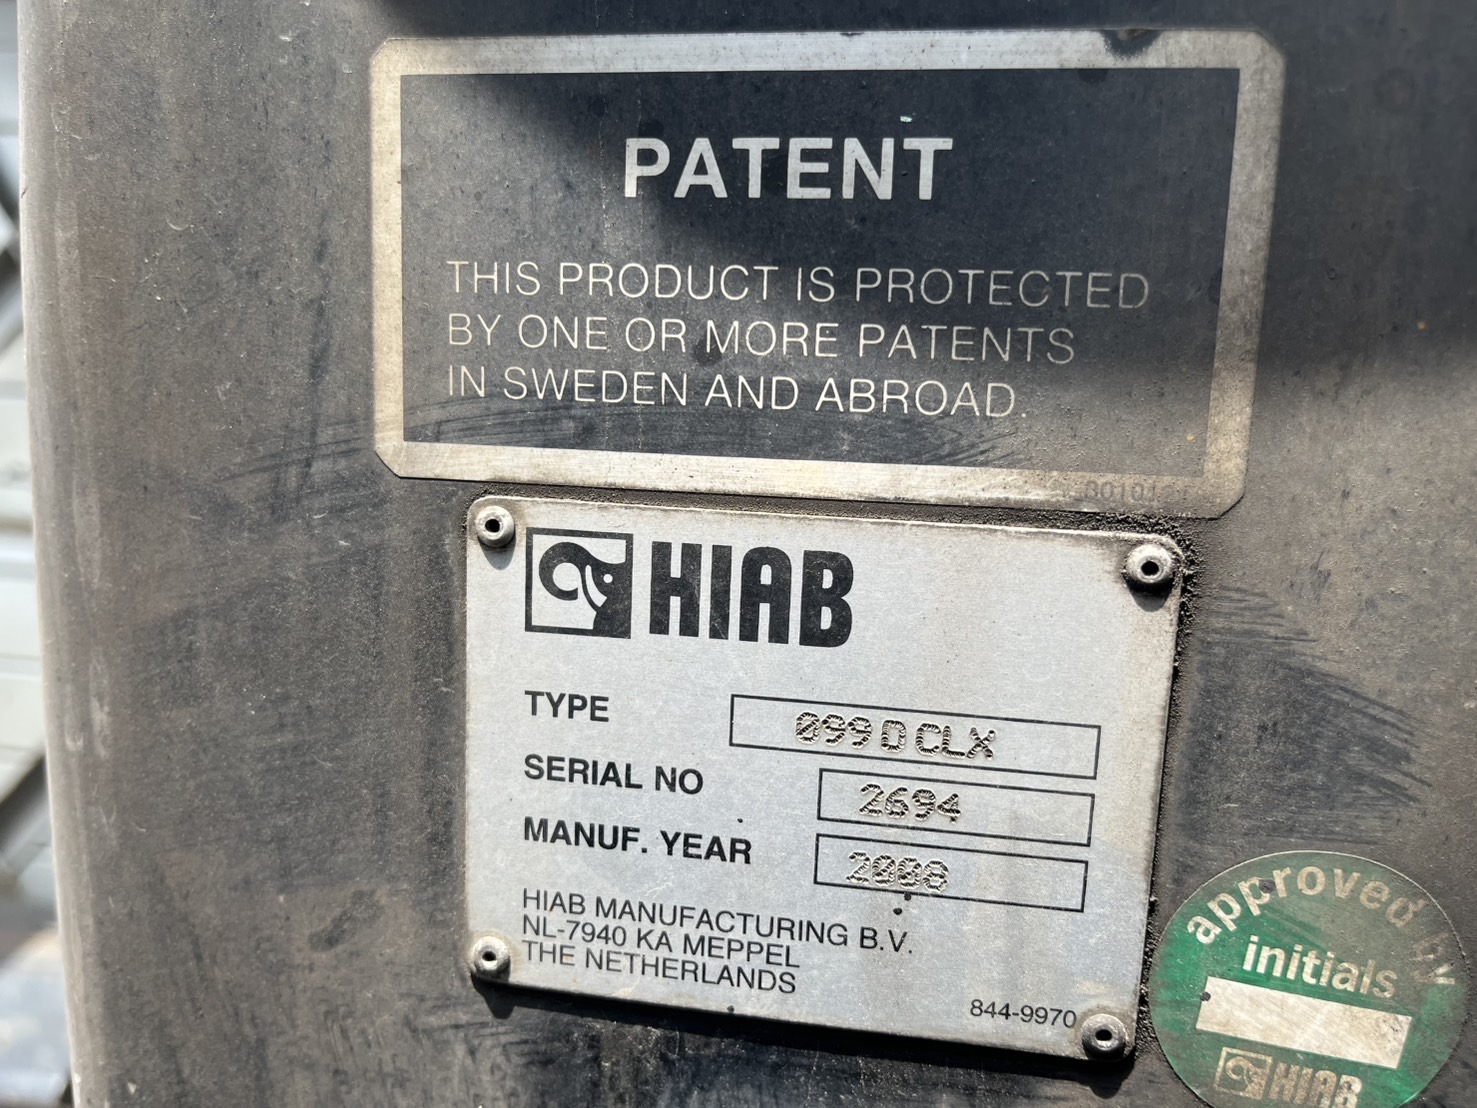 PATENT
THIS PRODUCT IS PROTECTED
BY ONE OR MORE PATENTS
IN SWEDEN AND ABROAD.
HIAB
TYPE 099 D CLX
SERIAL NO 2694
MANUF. YEAR 2008
HIAB MANUFACTURING B.V.
NL-7940 KA MEPPEL
THE NETHERLANDS
844-9970
approved by
initials
HIAB